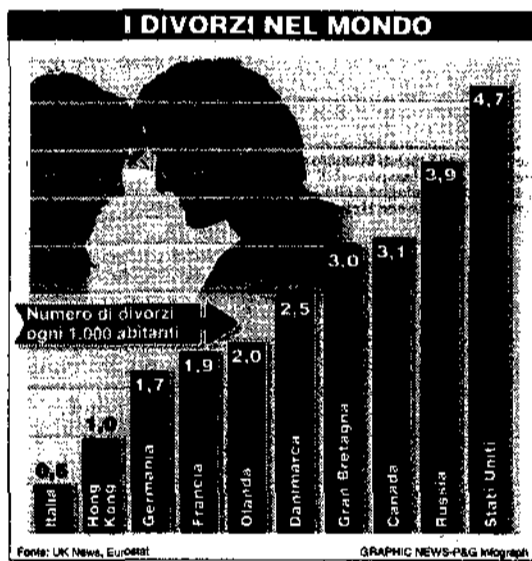 I DIVORZI NEL MONDO
4,7
3,9
3,1
3,0
2,5
Numero di divorzi
ogni 1.000 abitanti
2,0
1,9
1,7
1,0
Italia
Hong
Kong
Germania
Francia
Olanda
Danimarca
Gran Bretagna
Canada
Russia
Stati Uniti
Fonte: UK News, Eurostat
GRAPHIC NEWS-P&G Infograph